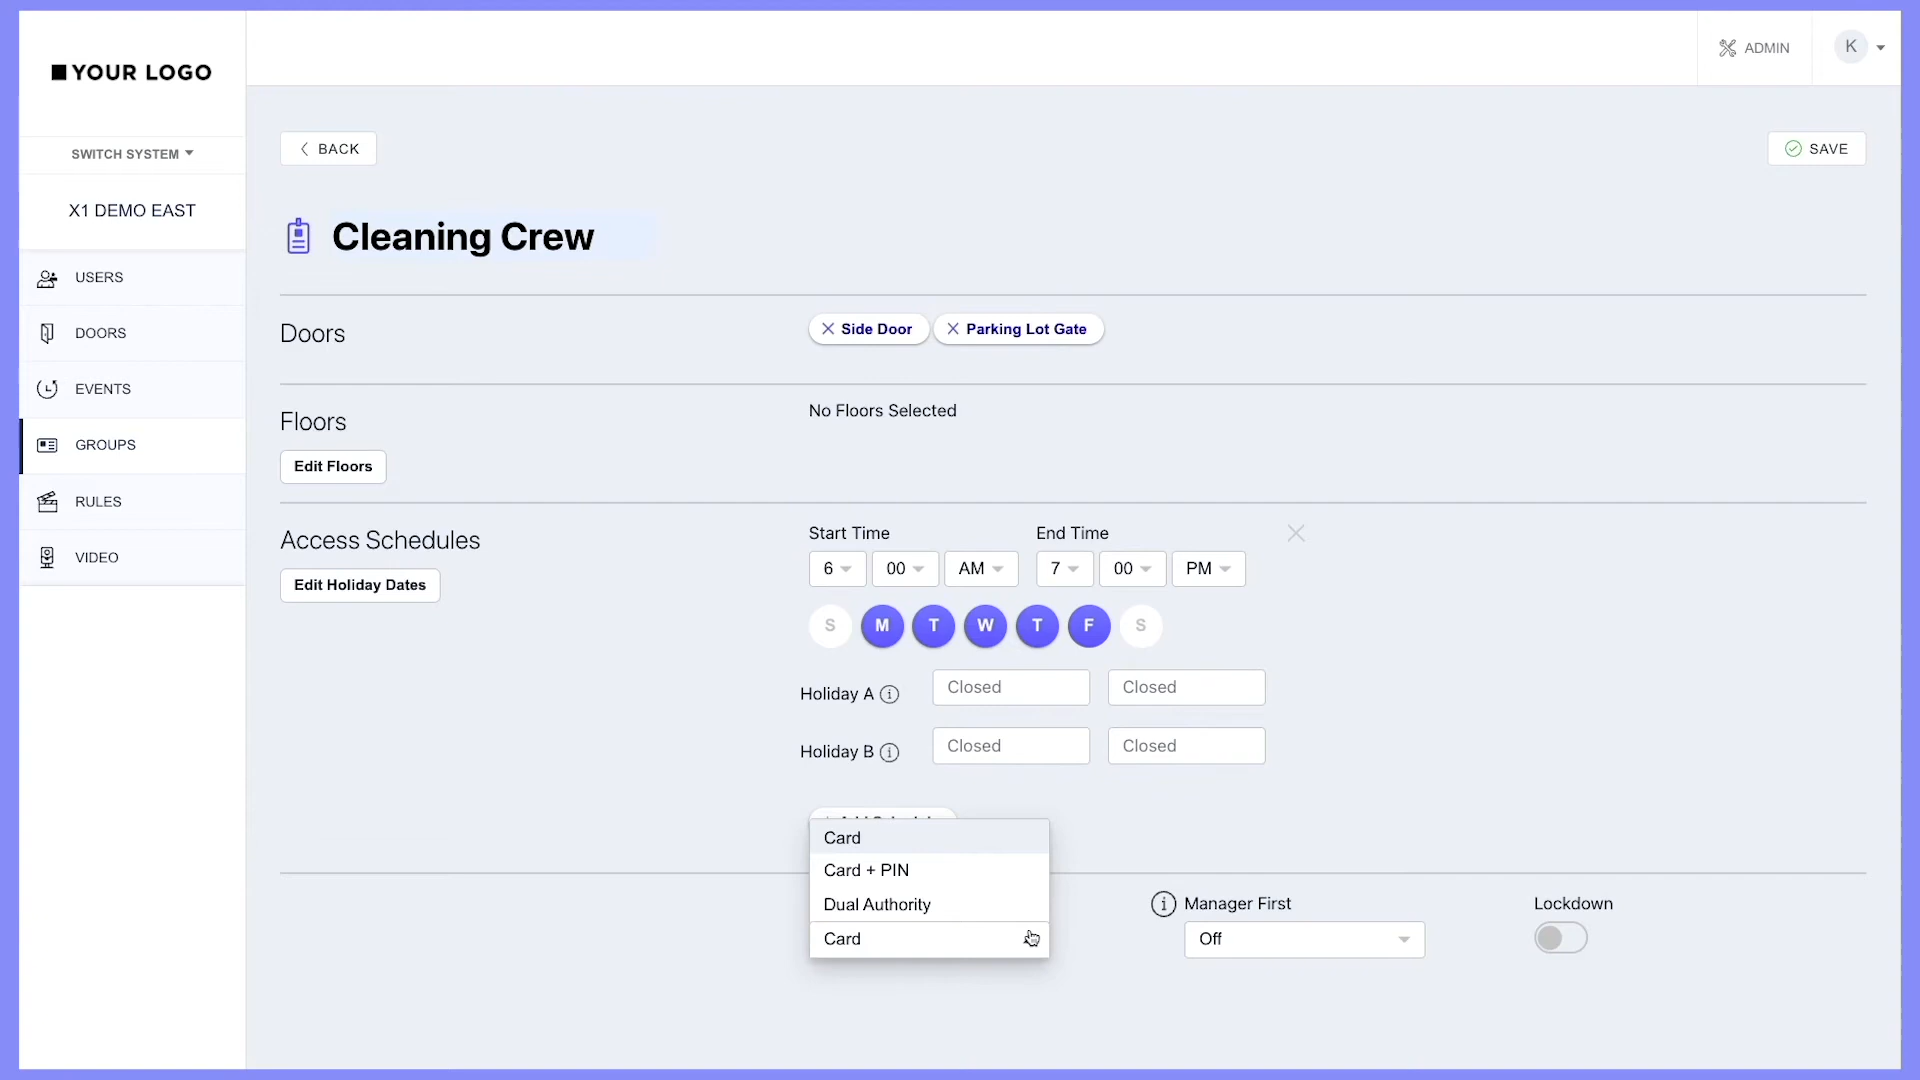 YOUR LOGO
ADMIN
K
SWITCH SYSTEM
X1 DEMO EAST
USERS
DOORS
EVENTS
GROUPS
RULES
VIDEO
BACK
SAVE
Cleaning Crew
Doors
Side Door
Parking Lot Gate
Floors
Edit Floors
No Floors Selected
Access Schedules
Edit Holiday Dates
Start Time
End Time
6 00 AM
7 00 PM
S M T W T F S
Holiday A
Closed
Closed
Holiday B
Closed
Closed
Card
Card + PIN
Dual Authority
Card
Manager First
Off
Lockdown